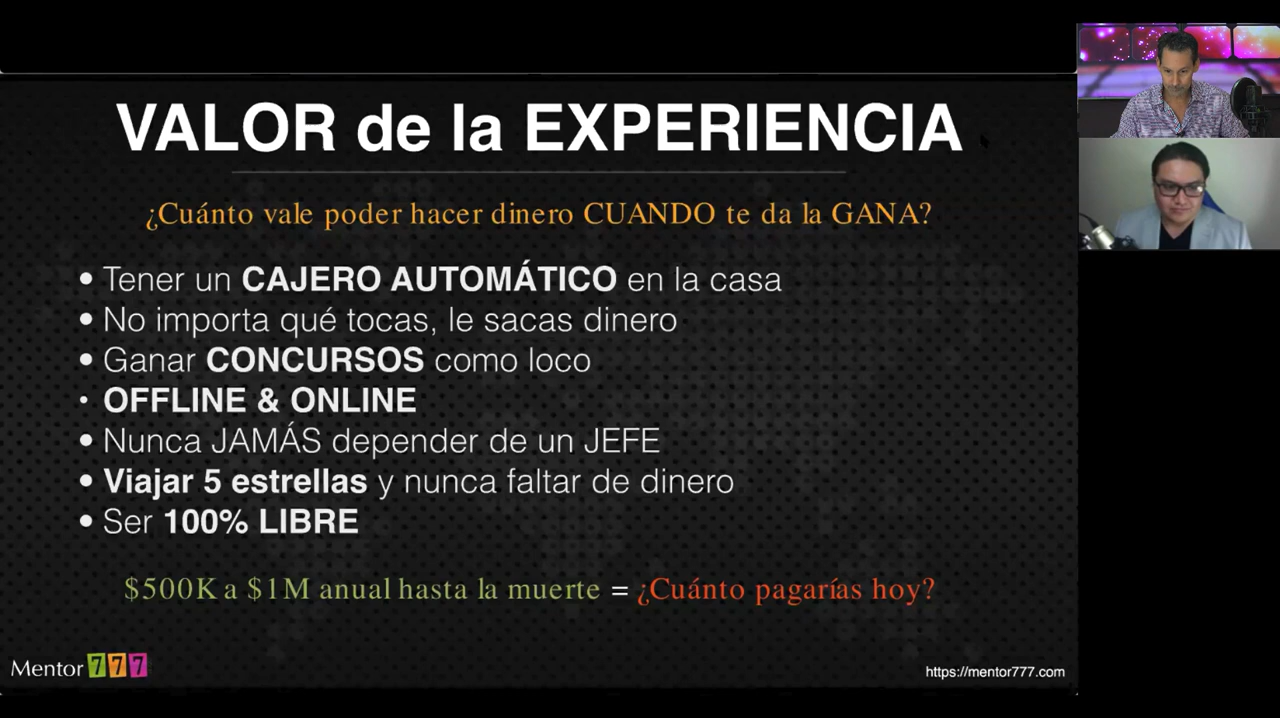 VALOR de la EXPERIENCIA
¿Cuánto vale poder hacer dinero CUANDO te da la GANA?
• Tener un CAJERO AUTOMÁTICO en la casa
• No importa qué tocas, le sacas dinero
• Ganar CONCURSOS como loco
• OFFLINE & ONLINE
• Nunca JAMÁS depender de un JEFE
• Viajar 5 estrellas y nunca faltar de dinero
• Ser 100% LIBRE
$500K a $1M anual hasta la muerte = ¿Cuánto pagarías hoy?
Mentor 777
https://mentor777.com